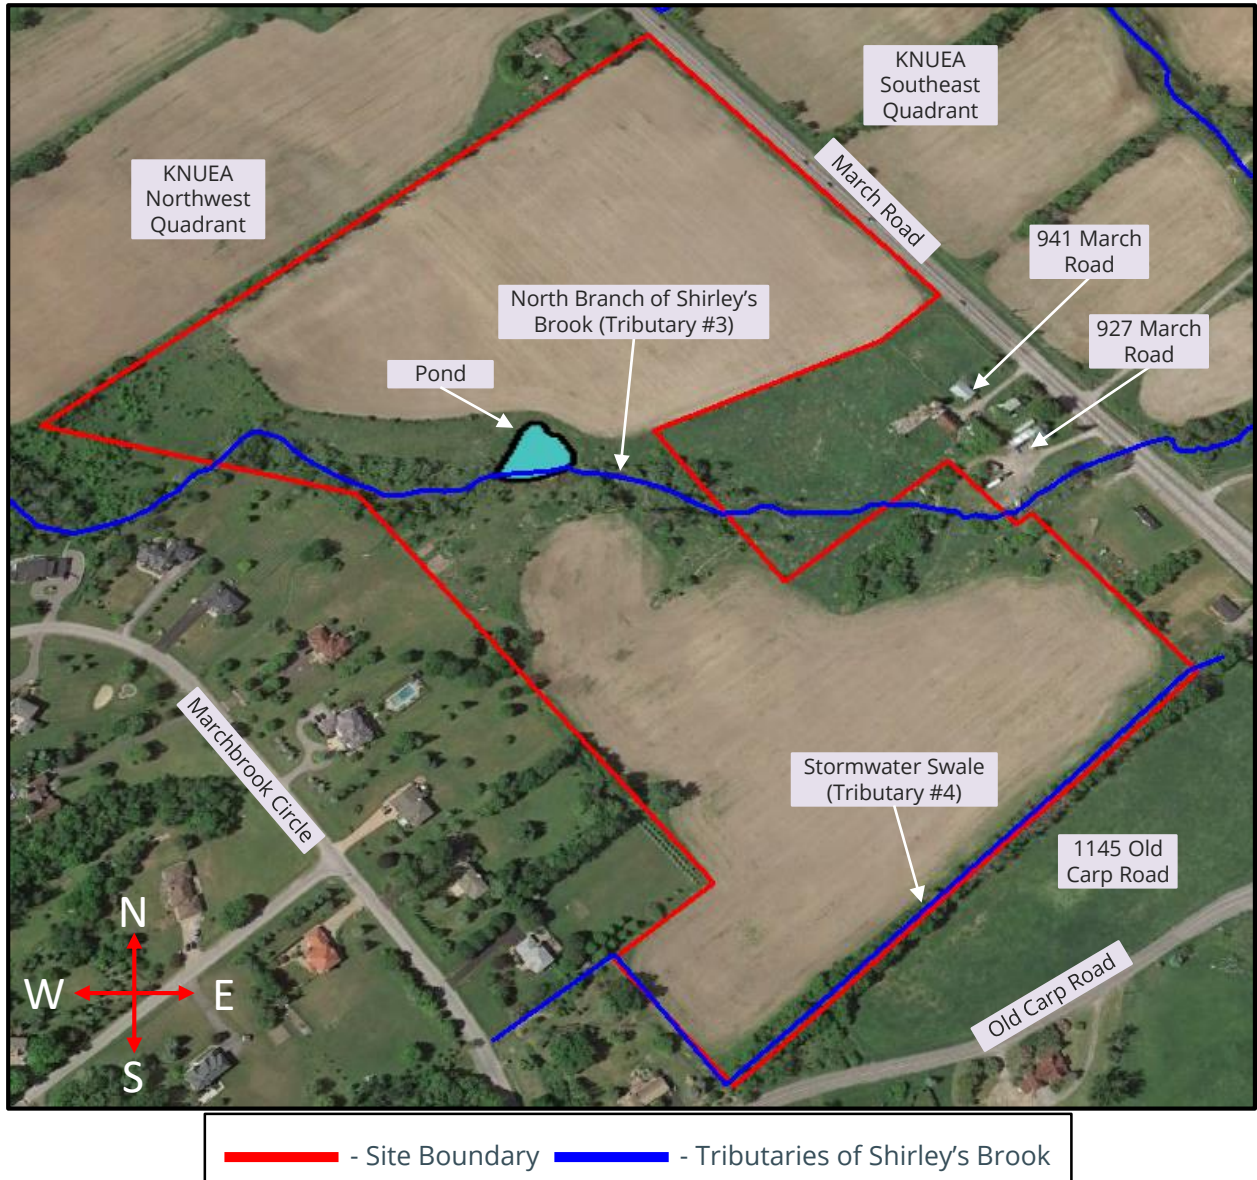 KNUEA
Southeast
Quadrant
KNUEA
Northwest
Quadrant
March Road
941 March
Road
North Branch of Shirley's
Brook (Tributary #3)
927 March
Road
Pond
Marchbrook Circle
Stormwater Swale
(Tributary #4)
1145 Old
Carp Road
N
W
E
S
Old Carp Road
- Site Boundary
- Tributaries of Shirley's Brook